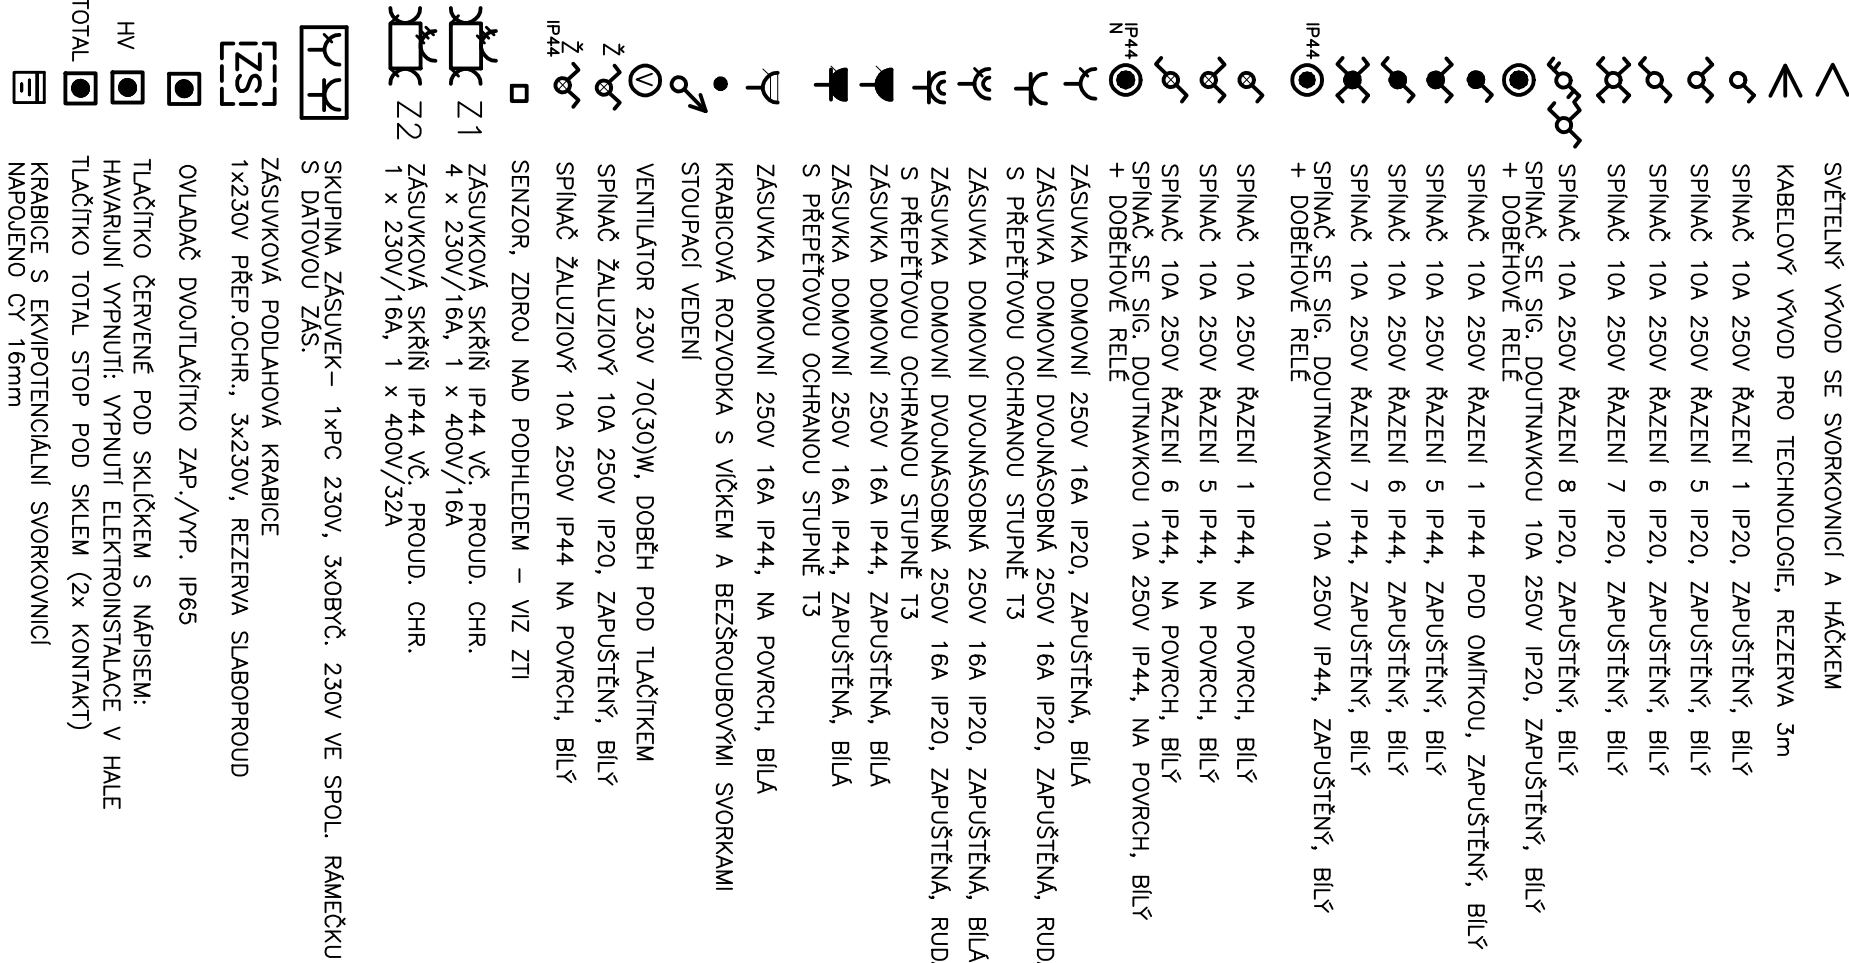 SVĚTELNÝ VÝVOD SE SVORKOVNICÍ A HÁČKEM
KABELOVÝ VÝVOD PRO TECHNOLOGIE, REZERVA 3m
SPÍNAČ 10A 250V ŘAZENÍ 1 IP20, ZAPUŠTĚNÝ, BÍLÝ
SPÍNAČ 10A 250V ŘAZENÍ 5 IP20, ZAPUŠTĚNÝ, BÍLÝ
SPÍNAČ 10A 250V ŘAZENÍ 6 IP20, ZAPUŠTĚNÝ, BÍLÝ
SPÍNAČ 10A 250V ŘAZENÍ 7 IP20, ZAPUŠTĚNÝ, BÍLÝ
SPÍNAČ 10A 250V ŘAZENÍ 8 IP20, ZAPUŠTĚNÝ, BÍLÝ
SPÍNAČ SE SIG. DOUTNAVKOU 10A 250V IP20, ZAPUŠTĚNÝ, BÍLÝ
+ DOBĚHOVÉ RELÉ
SPÍNAČ 10A 250V ŘAZENÍ 1 IP44 POD OMÍTKOU, ZAPUŠTĚNÝ, BÍLÝ
SPÍNAČ 10A 250V ŘAZENÍ 5 IP44, ZAPUŠTĚNÝ, BÍLÝ
SPÍNAČ 10A 250V ŘAZENÍ 6 IP44, ZAPUŠTĚNÝ, BÍLÝ
SPÍNAČ 10A 250V ŘAZENÍ 7 IP44, ZAPUŠTĚNÝ, BÍLÝ
IP44 SPÍNAČ SE SIG. DOUTNAVKOU 10A 250V IP44, ZAPUŠTĚNÝ, BÍLÝ
+ DOBĚHOVÉ RELÉ
SPÍNAČ 10A 250V ŘAZENÍ 1 IP44, NA POVRCH, BÍLÝ
SPÍNAČ 10A 250V ŘAZENÍ 5 IP44, NA POVRCH, BÍLÝ
SPÍNAČ 10A 250V ŘAZENÍ 6 IP44, NA POVRCH, BÍLÝ
IP44 SPÍNAČ SE SIG. DOUTNAVKOU 10A 250V IP44, NA POVRCH, BÍLÝ
N + DOBĚHOVÉ RELÉ
ZÁSUVKA DOMOVNÍ 250V 16A IP20, ZAPUŠTĚNÁ, BÍLÁ
ZÁSUVKA DOMOVNÍ DVOJNÁSOBNÁ 250V 16A IP20, ZAPUŠTĚNÁ, RUD.
S PŘEPĚŤOVOU OCHRANOU STUPNĚ T3
ZÁSUVKA DOMOVNÍ DVOJNÁSOBNÁ 250V 16A IP20, ZAPUŠTĚNÁ, BÍLÁ
ZÁSUVKA DOMOVNÍ DVOJNÁSOBNÁ 250V 16A IP20, ZAPUŠTĚNÁ, RUD.
S PŘEPĚŤOVOU OCHRANOU STUPNĚ T3
ZÁSUVKA DOMOVNÍ 250V 16A IP44, ZAPUŠTĚNÁ, BÍLÁ
ZÁSUVKA DOMOVNÍ 250V 16A IP44, ZAPUŠTĚNÁ, BÍLÁ
S PŘEPĚŤOVOU OCHRANOU STUPNĚ T3
ZÁSUVKA DOMOVNÍ 250V 16A IP44, NA POVRCH, BÍLÁ
KRABICOVÁ ROZVODKA S VÍČKEM A BEZŠROUBOVÝMI SVORKAMI
STOUPACÍ VEDENÍ
V VENTILÁTOR 230V 70(30)W, DOBĚH POD TLAČÍTKEM
Ž SPÍNAČ ŽALUZIOVÝ 10A 250V IP20, ZAPUŠTĚNÝ, BÍLÝ
Ž IP44 SPÍNAČ ŽALUZIOVÝ 10A 250V IP44 NA POVRCH, BÍLÝ
SENZOR, ZDROJ NAD PODHLEDEM – VIZ ZTI
Z1 ZÁSUVKOVÁ SKŘÍŇ IP44 VČ. PROUD. CHR.
4 x 230V/16A, 1 x 400V/16A
Z2 ZÁSUVKOVÁ SKŘÍŇ IP44 VČ. PROUD. CHR.
1 x 230V/16A, 1 x 400V/32A
SKUPINA ZÁSUVEK– 1xPC 230V, 3xOBYČ. 230V VE SPOL. RÁMEČKU
S DATOVOU ZÁS.
ZS ZÁSUVKOVÁ PODLAHOVÁ KRABICE
1x230V PŘEP.OCHR., 3x230V, REZERVA SLABOPROUD
OVLADAČ DVOJTLAČÍTKO ZAP./VYP. IP65
HV TLAČÍTKO ČERVENÉ POD SKLÍČKEM S NÁPISEM:
HAVARIJNÍ VYPNUTÍ: VYPNUTÍ ELEKTROINSTALACE V HALE
TOTAL TLAČÍTKO TOTAL STOP POD SKLEM (2x KONTAKT)
KRABICE S EKVIPOTENCIÁLNÍ SVORKOVNICÍ
NAPOJENO CY 16mm